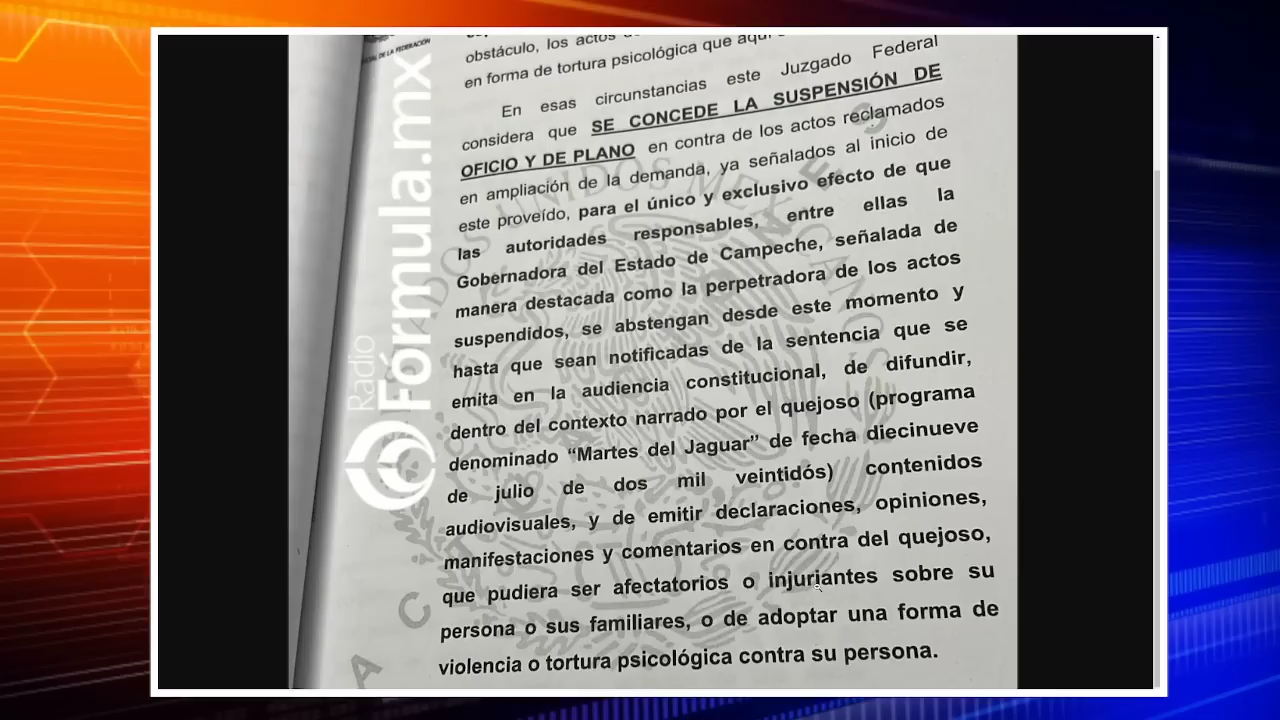 obstáculo, los actos
en forma de tortura psicológica que aquí
En esas circunstancias este Juzgado Federal
considera que SE CONCEDE LA SUSPENSIÓN DE
OFICIO Y DE PLANO en contra de los actos reclamados
en ampliación de la demanda, ya señalados al inicio de
este proveído, para el único y exclusivo efecto de que
las autoridades responsables, entre ellas la
Gobernadora del Estado de Campeche, señalada de
manera destacada como la perpetradora de los actos
suspendidos, se abstengan desde este momento y
hasta que sean notificadas de la sentencia que se
emita en la audiencia constitucional, de difundir,
dentro del contexto narrado por el quejoso (programa
denominado “Martes del Jaguar” de fecha diecinueve
de julio de dos mil veintidós) contenidos
audiovisuales, y de emitir declaraciones, opiniones,
manifestaciones y comentarios en contra del quejoso,
que pudiera ser afectatorios o injuriantes sobre su
persona o sus familiares, o de adoptar una forma de
violencia o tortura psicológica contra su persona.
DE LA FEDERACIÓN
Radio
Fórmula.mx
UNIDOS MEXICANOS